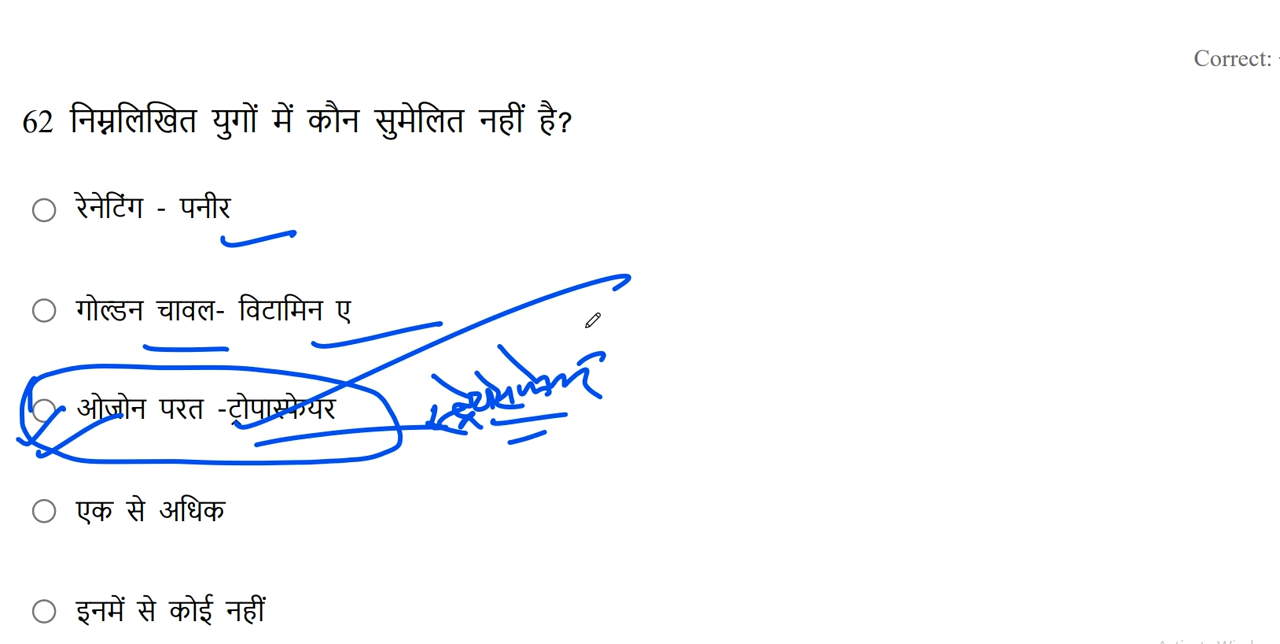 Correct:
62 निम्नलिखित युगों में कौन सुमेलित नहीं है?
रेनेटिंग - पनीर
गोल्डन चावल- विटामिन ए
ओज़ोन परत -ट्रोपास्फेयर
एक से अधिक
इनमें से कोई नहीं